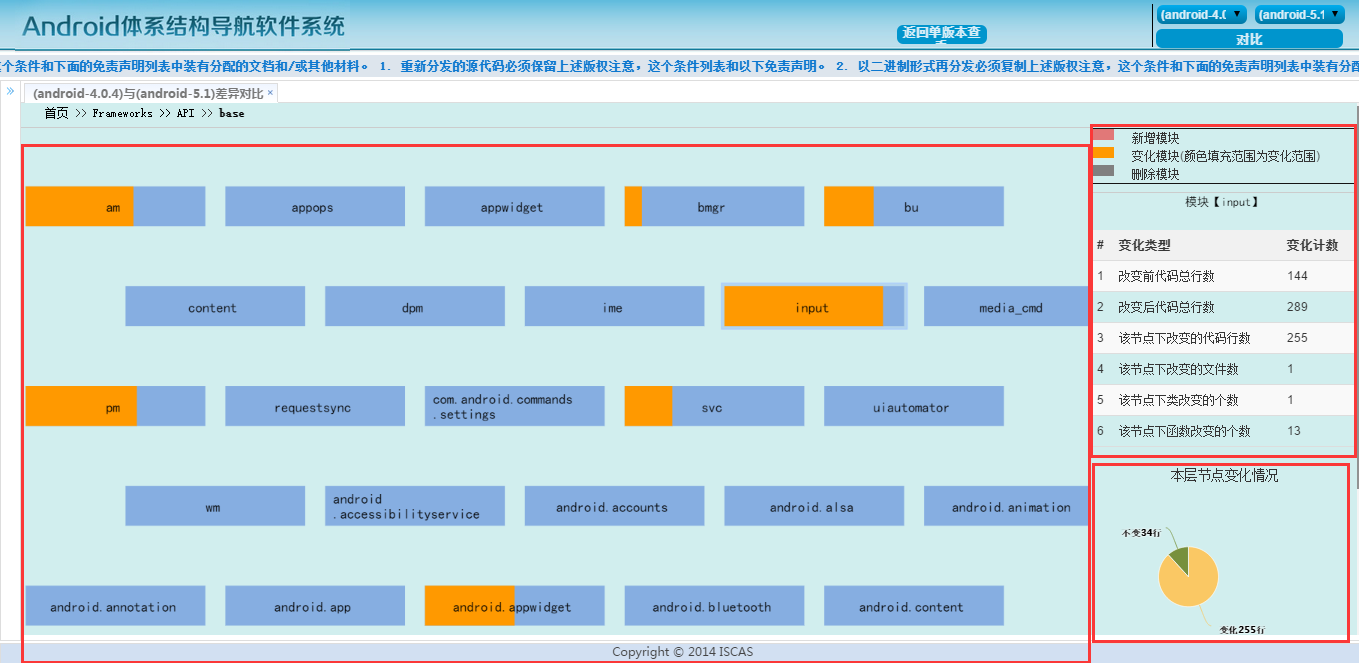 Android体系结构导航软件系统
返回单版本查
(android-4.0
(android-5.1
对比
个条件和下面的免责声明列表中装有分配的文档和/或其他材料。 1. 重新分发的源代码必须保留上述版权注意，这个条件列表和以下免责声明。 2. 以二进制形式再分发必须复制上述版权注意，这个条件和下面的免责声明列表中装有分配
» (android-4.0.4)与(android-5.1)差异对比 ×
首页 >> Frameworks >> API >> base
am
appops
appwidget
bmgr
bu
content
dpm
ime
input
media_cmd
pm
requestsync
com.android.commands
.settings
svc
uiautomator
wm
android
.accessibilityservice
android.accounts
android.alsa
android.animation
android.annotation
android.app
android.appwidget
android.bluetooth
android.content
新增模块
变化模块(颜色填充范围为变化范围)
删除模块
模块【input】
# 变化类型 变化计数
1 改变前代码总行数 144
2 改变后代码总行数 289
3 该节点下改变的代码行数 255
4 该节点下改变的文件数 1
5 该节点下类改变的个数 1
6 该节点下函数改变的个数 13
本层节点变化情况
不变34行
变化255行
Copyright © 2014 ISCAS